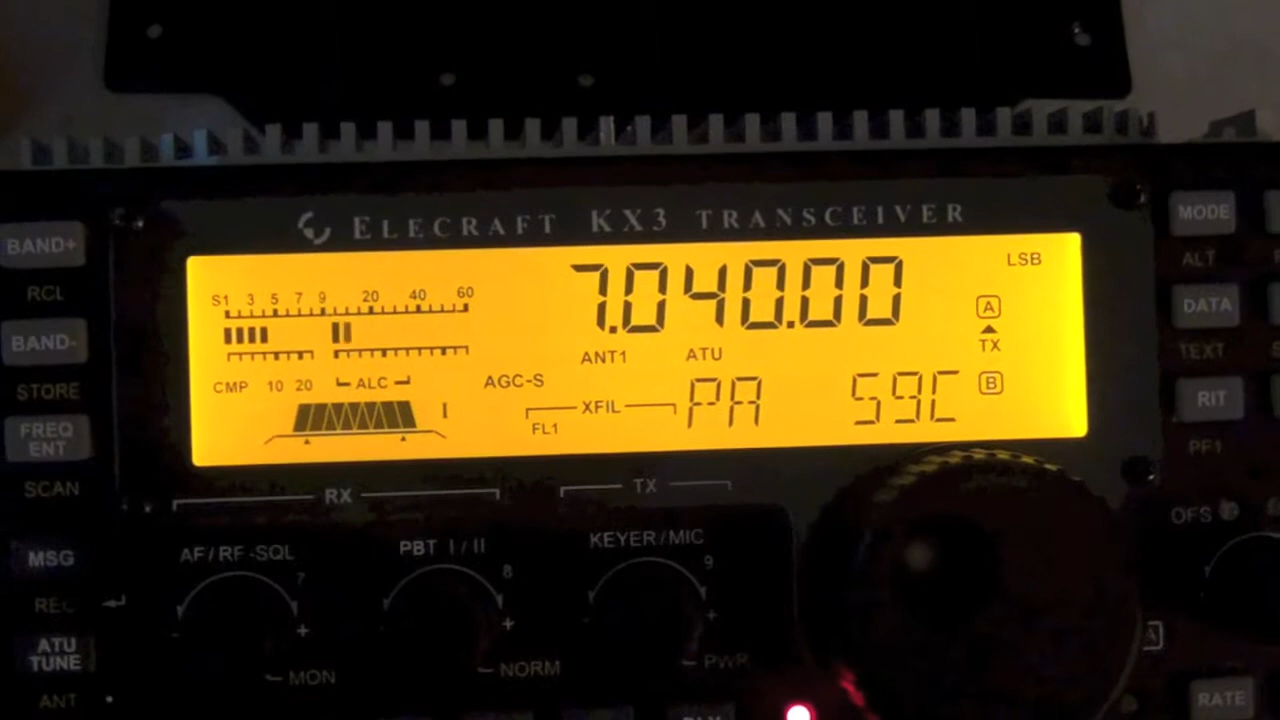 ELECRAFT KX3 TRANSCEIVER
BAND+
RCL
BAND-
STORE
FREQ
ENT
SCAN
MSG
REC
ATU
TUNE
ANT
S1 3 5 7 9 20 40 60
7.040.00
LSB
A
TX
B
ANT1 ATU
CMP 10 20 ALC
AGC-S
XFIL
FL1
I
PA 59C
RX
TX
AF/RF-SQL
7
+
-
MON
PBT I/II
8
+
-
NORM
KEYER/MIC
9
+
-
PWR
MODE
ALT
DATA
TEXT
RIT
PF1
OFS
A
RATE